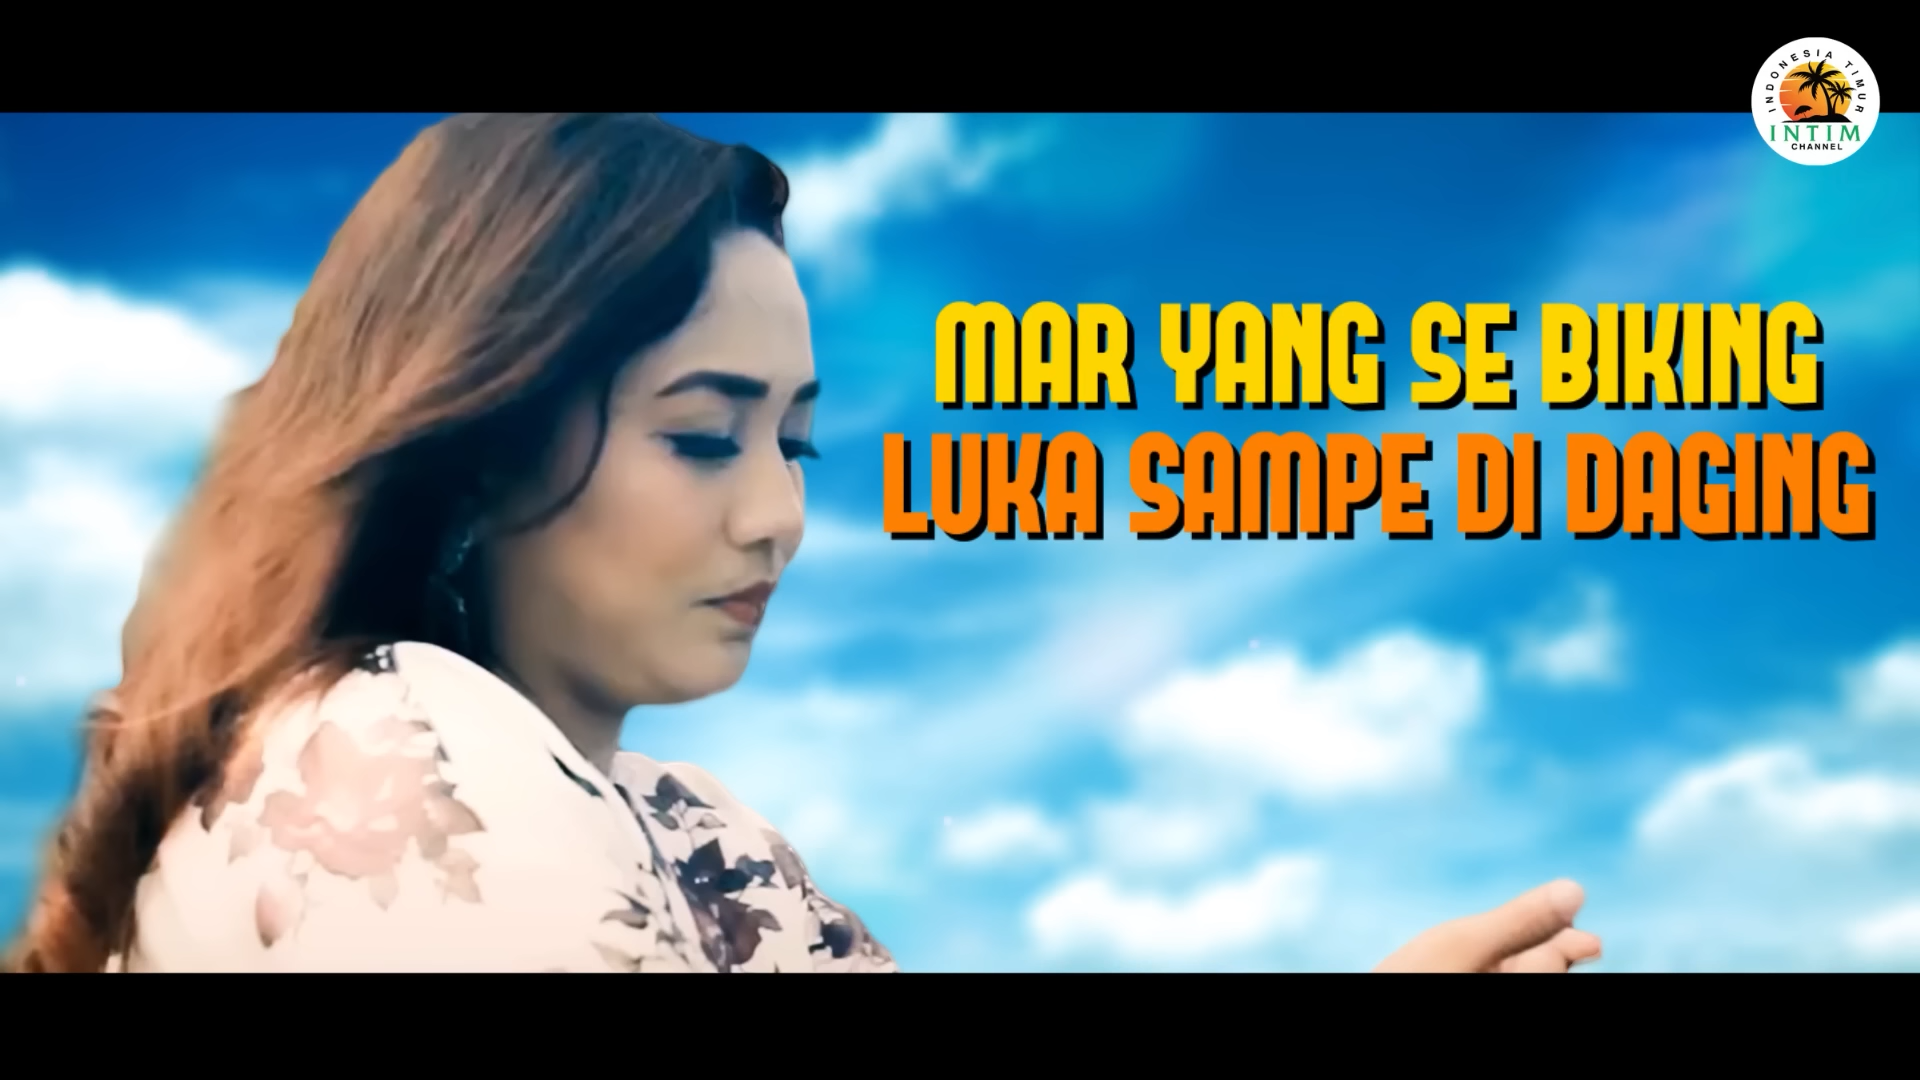 INDONESIA TIMUR
INTIM
CHANNEL
MAR YANG SE BIKING
LUKA SAMPE DI DAGING